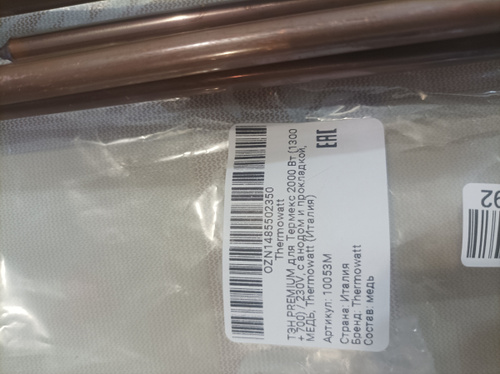 OZN1485502350
Thermowatt
ТЭН PREMIUM для Термекс 2000 Вт (1300
+ 700) / 230V, с анодом и прокладкой,
МЕДЬ, Thermowatt (Италия)
Артикул: 10053M
Страна: Италия
Бренд: Thermowatt
Состав: медь
EAC
92